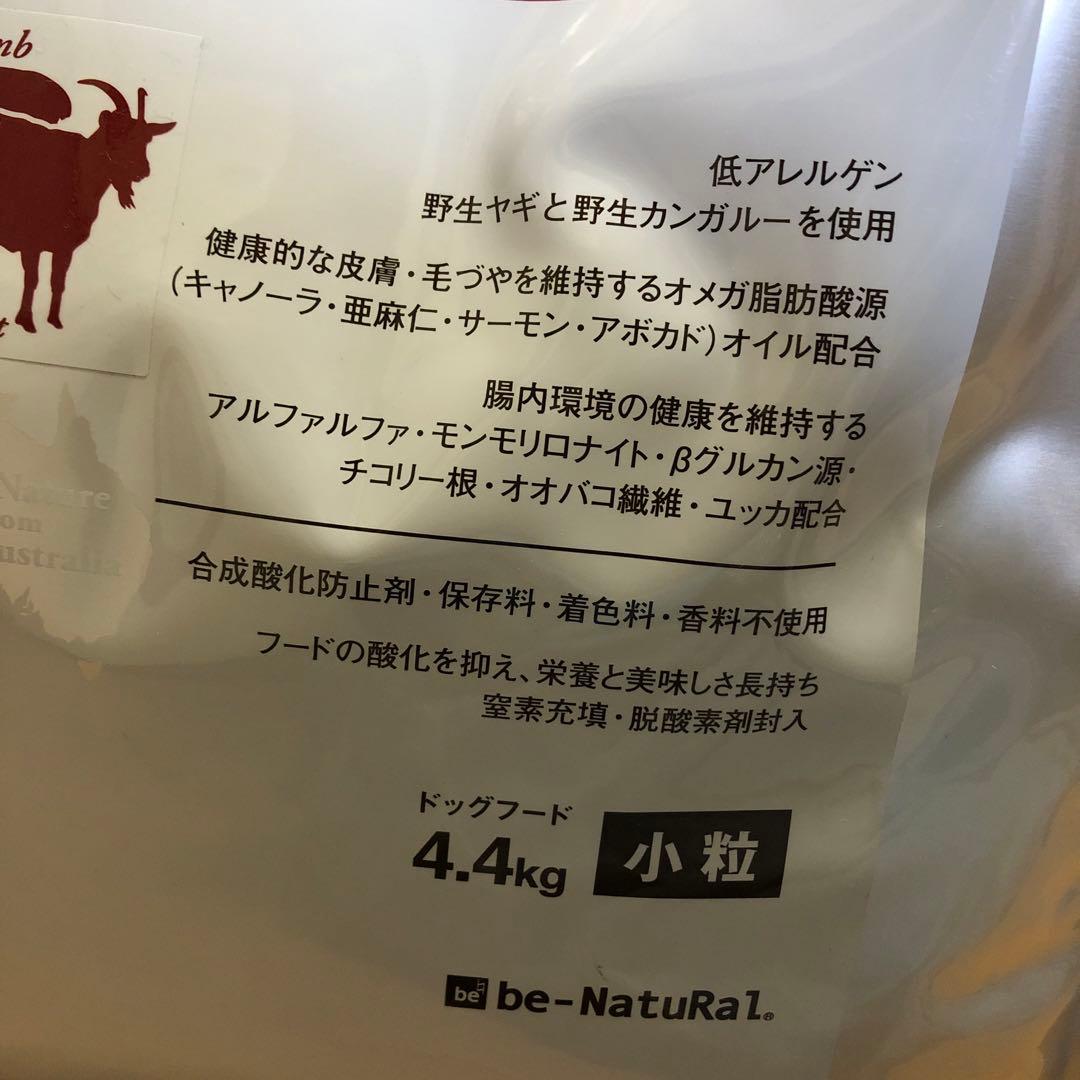 低アレルゲン
野生ヤギと野生カンガルーを使用
健康的な皮膚・毛づやを維持するオメガ脂肪酸源
(キャノーラ・亜麻仁・サーモン・アボカド)オイル配合
腸内環境の健康を維持する
アルファルファ・モンモリロナイト・βグルカン源・
チコリー根・オオバコ繊維・ユッカ配合
Nature
ustralia
合成酸化防止剤・保存料・着色料・香料不使用
フードの酸化を抑え、栄養と美味しさ長持ち
窒素充填・脱酸素剤封入
ドッグフード
4.4kg 小粒
be be-NatuRal®